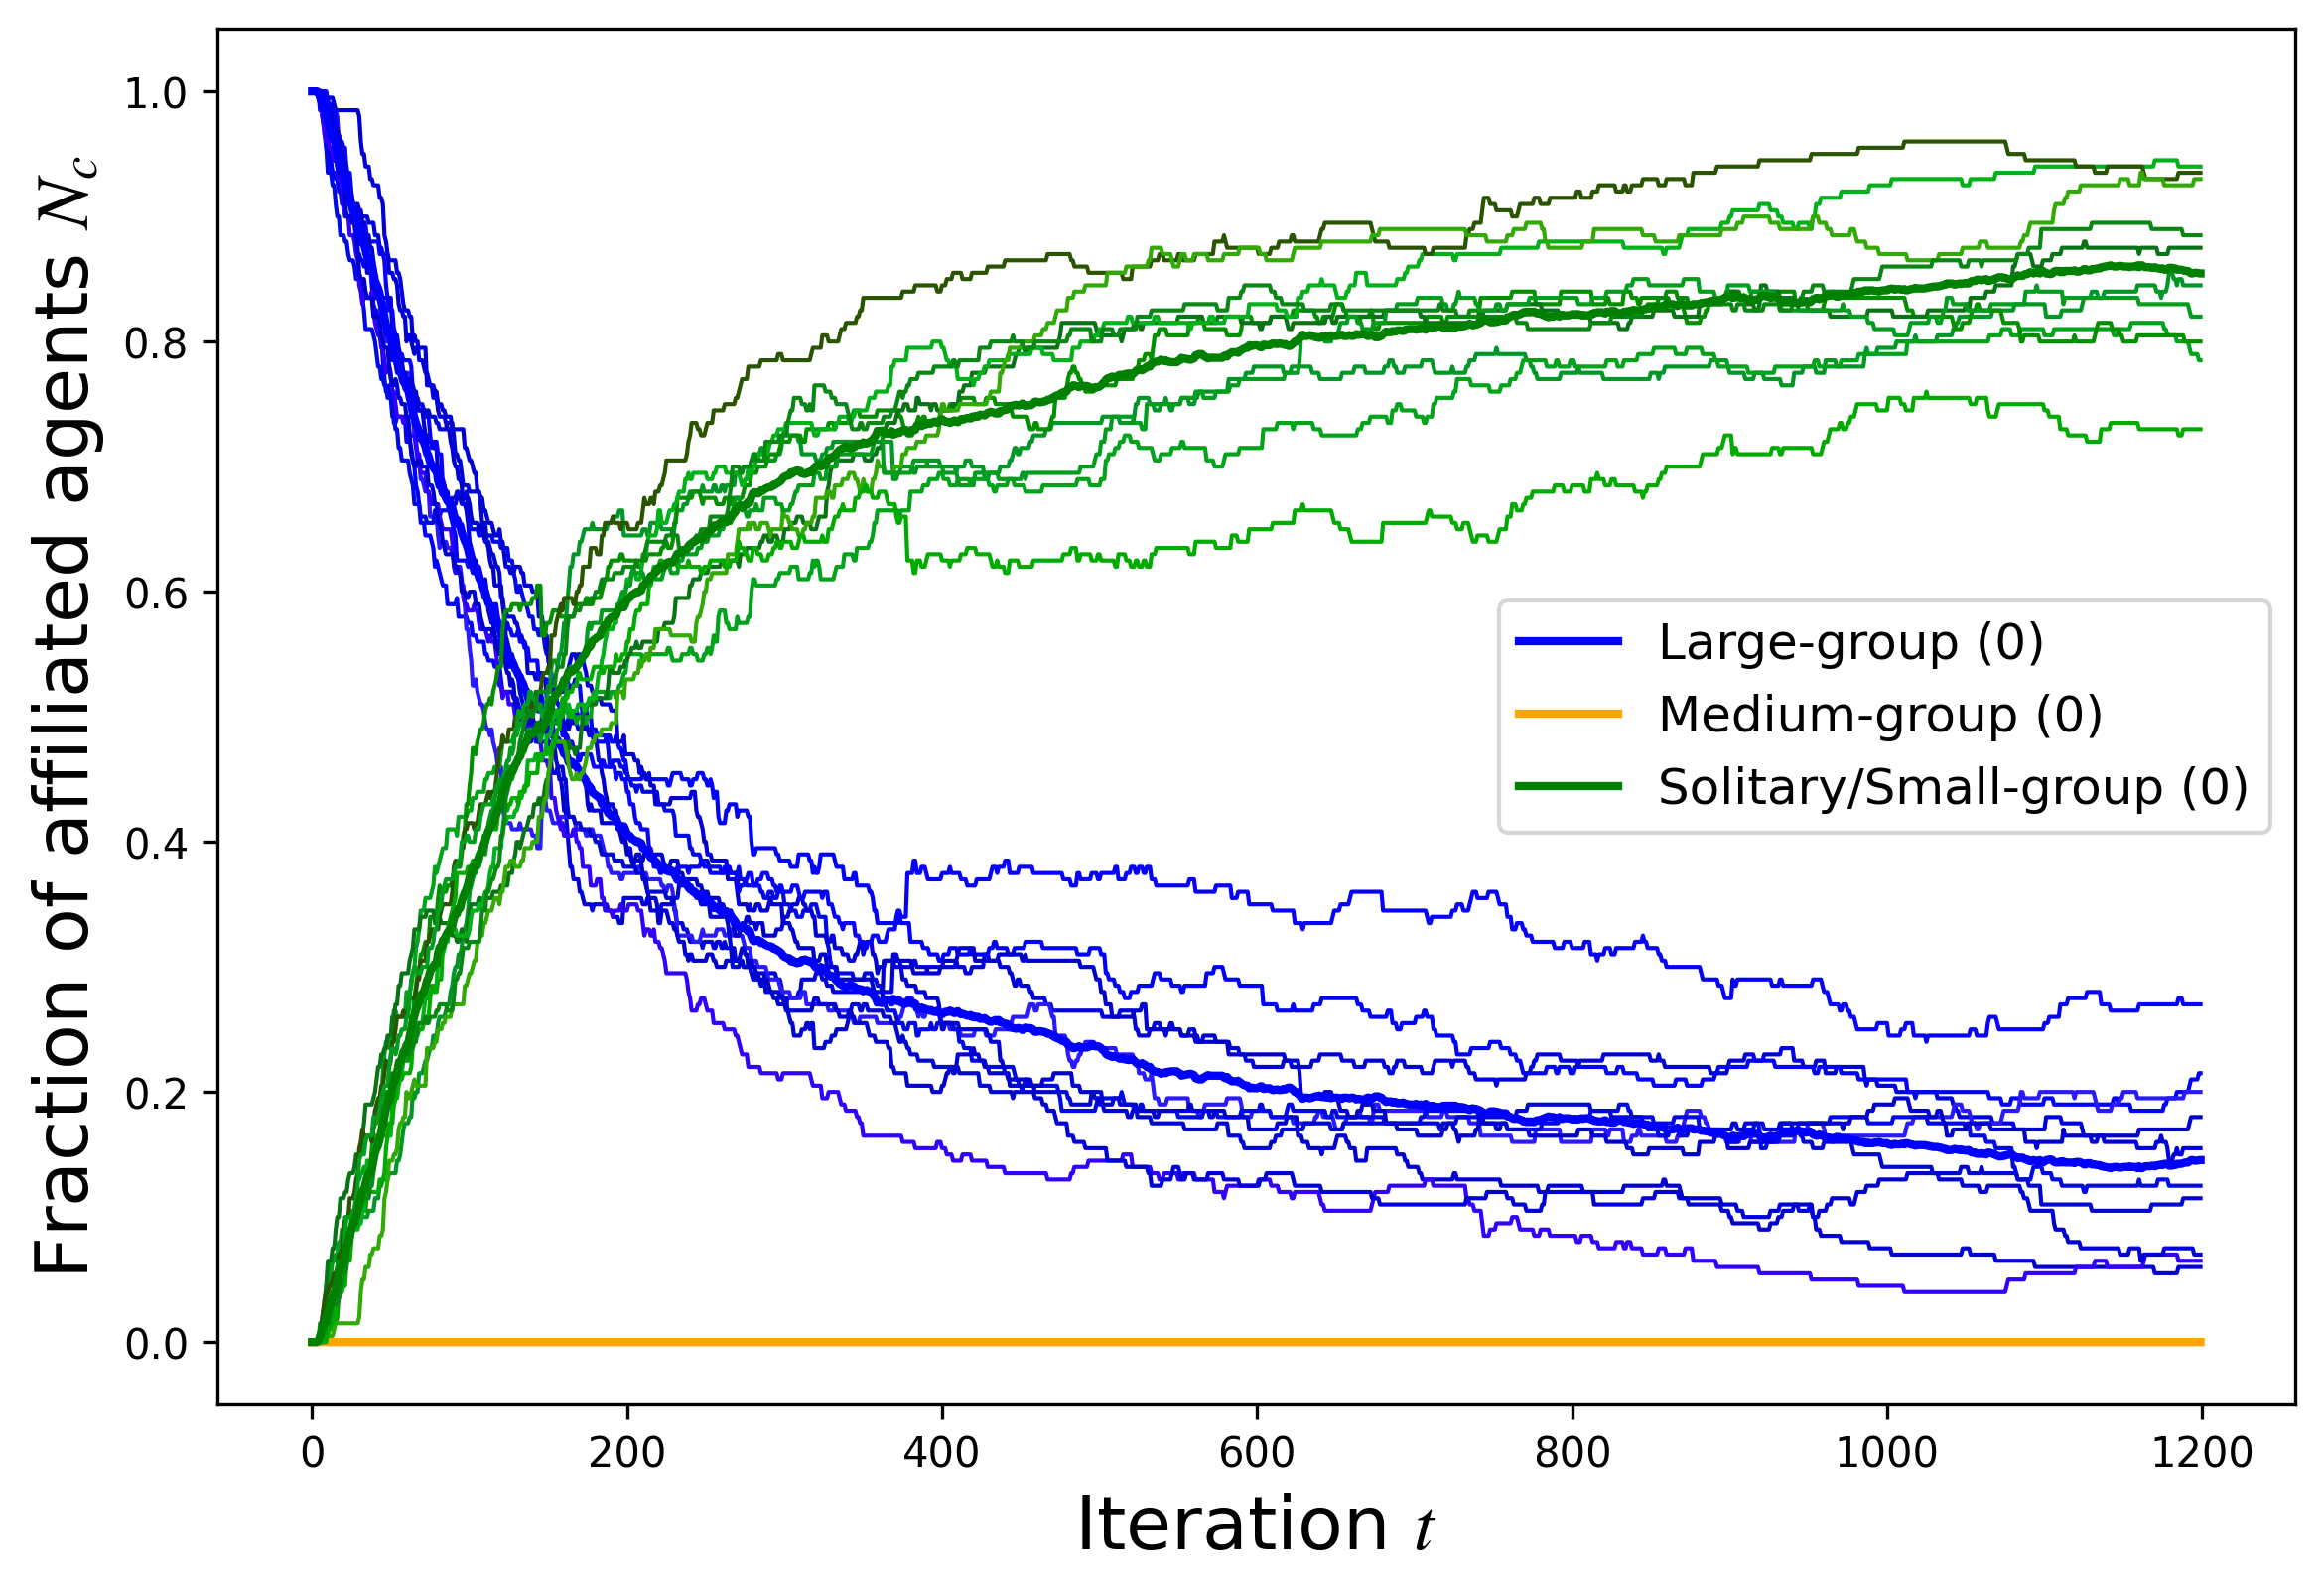 Fraction of affiliated agents N_c
1.0
0.8
0.6
0.4
0.2
0.0
Large-group (0)
Medium-group (0)
Solitary/Small-group (0)
0 200 400 600 800 1000 1200
Iteration t